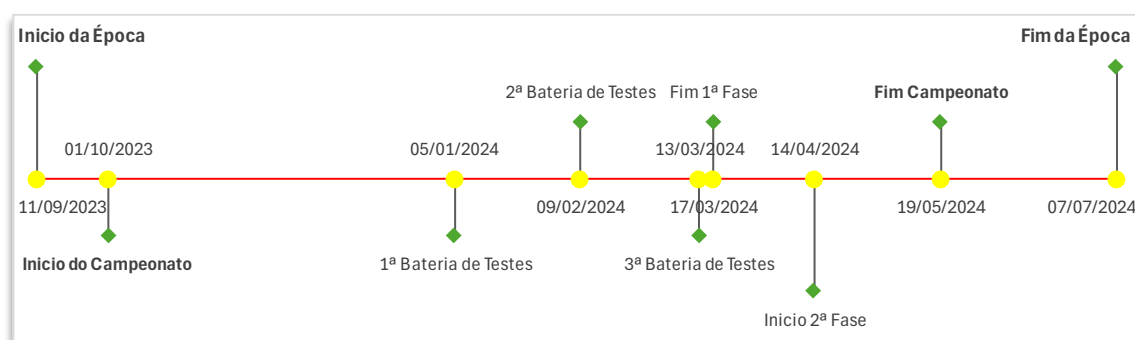 Inicio da Época
Fim da Época
2ª Bateria de Testes
Fim 1ª Fase
Fim Campeonato
01/10/2023
05/01/2024
13/03/2024
14/04/2024
11/09/2023
09/02/2024
17/03/2024
19/05/2024
07/07/2024
Inicio do Campeonato
1ª Bateria de Testes
3ª Bateria de Testes
Inicio 2ª Fase